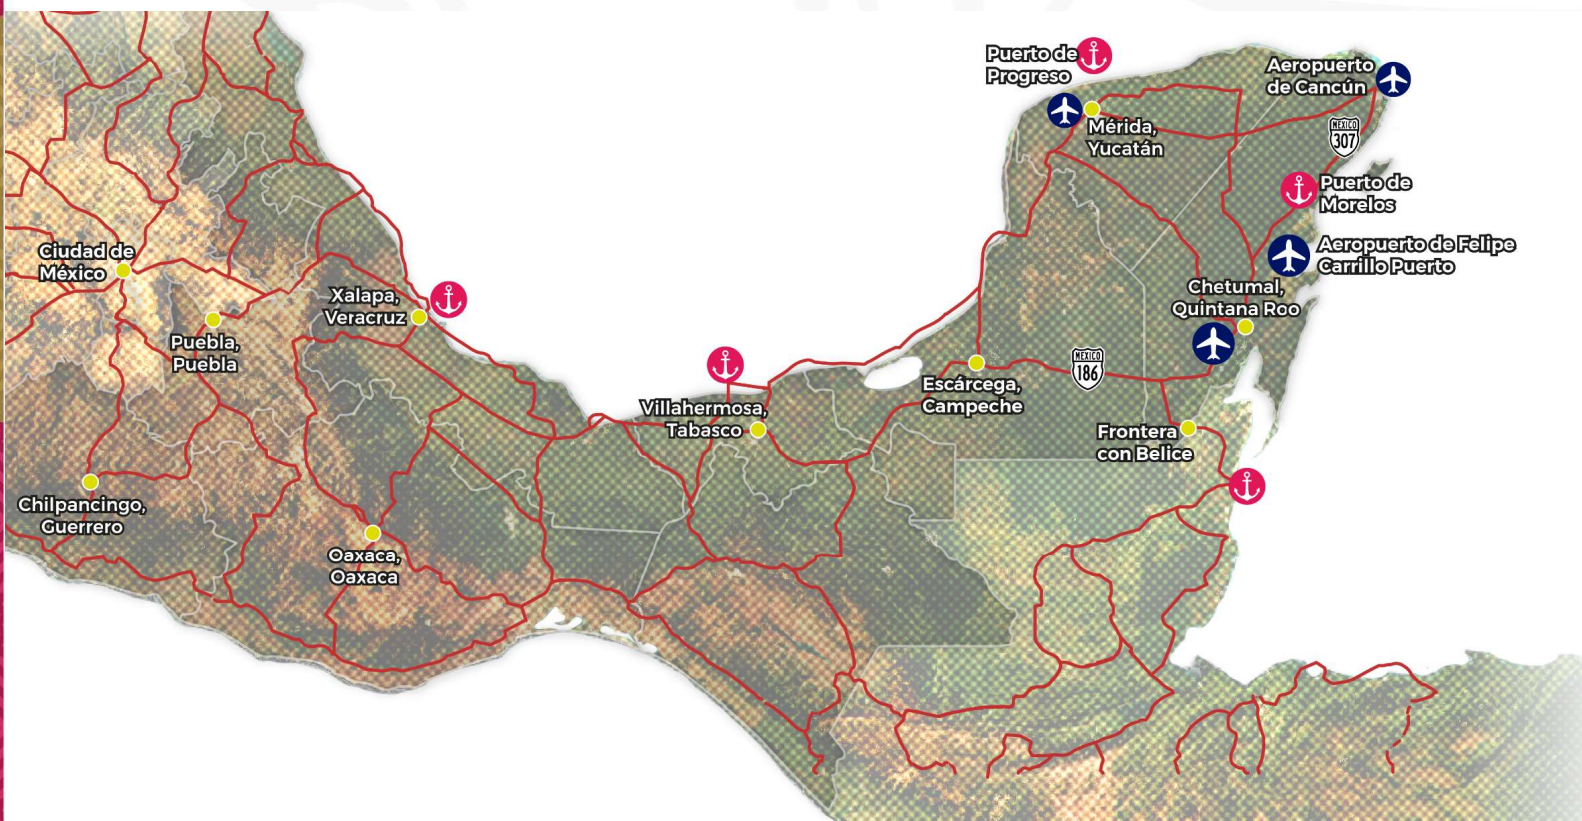 Puerto de
Progreso
Aeropuerto
de Cancún
MEXICO
307
Mérida,
Yucatán
Puerto de
Morelos
Aeropuerto de Felipe
Carrillo Puerto
Ciudad de
México
Xalapa,
Veracruz
Chetumal,
Quintana Roo
Puebla,
Puebla
MEXICO
186
Escárcega,
Campeche
Villahermosa,
Tabasco
Frontera
con Belice
Chilpancingo,
Guerrero
Oaxaca,
Oaxaca